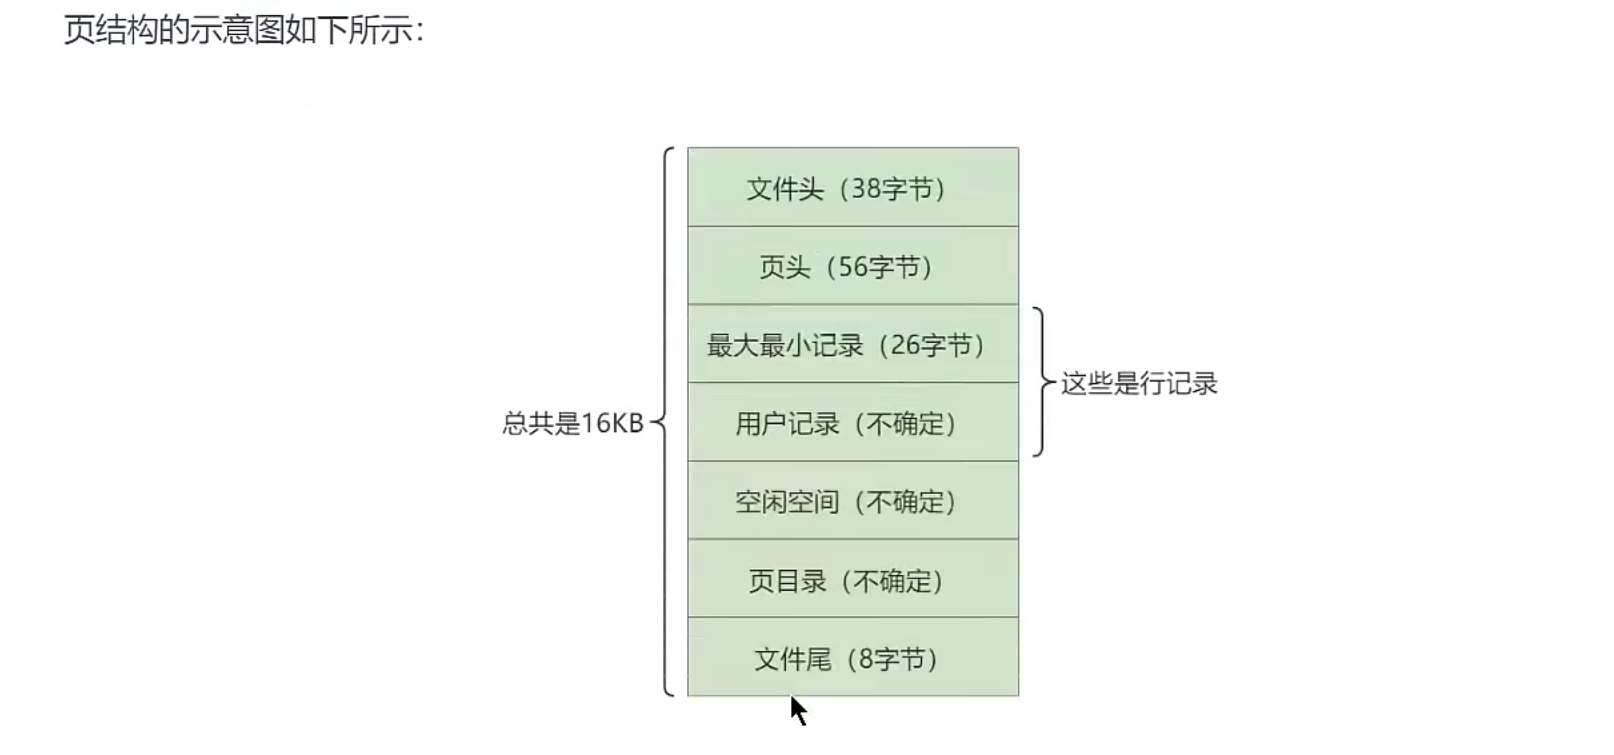 页结构的示意图如下所示：
文件头（38字节）
页头（56字节）
最大最小记录（26字节）
这些是行记录
总共是16KB
用户记录（不确定）
空闲空间（不确定）
页目录（不确定）
文件尾（8字节）